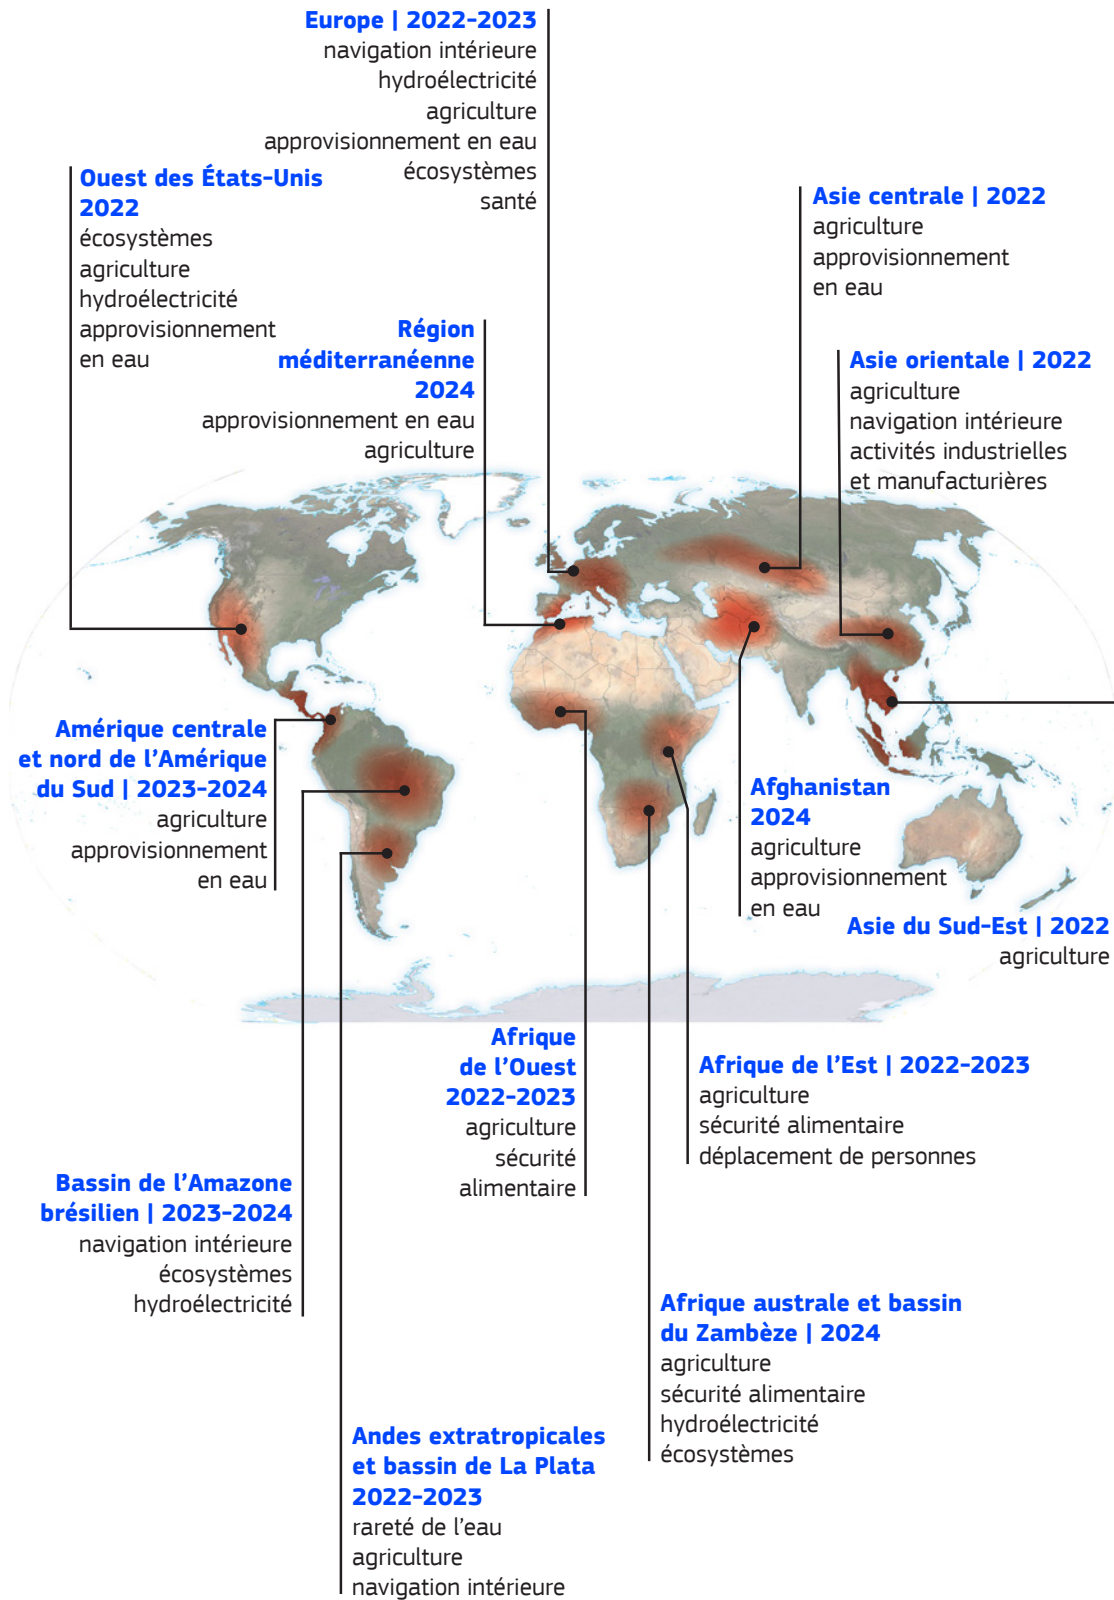 Europe | 2022-2023
navigation intérieure
hydroélectricité
agriculture
approvisionnement en eau
écosystèmes
santé
Ouest des États-Unis
2022
écosystèmes
agriculture
hydroélectricité
approvisionnement
en eau
Asie centrale | 2022
agriculture
approvisionnement
en eau
Région
méditerranéenne
2024
approvisionnement en eau
agriculture
Asie orientale | 2022
agriculture
navigation intérieure
activités industrielles
et manufacturières
Amérique centrale
et nord de l'Amérique
du Sud | 2023-2024
agriculture
approvisionnement
en eau
Afghanistan
2024
agriculture
approvisionnement
en eau
Asie du Sud-Est | 2022
agriculture
Afrique
de l'Ouest
2022-2023
agriculture
sécurité
alimentaire
Afrique de l'Est | 2022-2023
agriculture
sécurité alimentaire
déplacement de personnes
Bassin de l'Amazone
brésilien | 2023-2024
navigation intérieure
écosystèmes
hydroélectricité
Afrique australe et bassin
du Zambèze | 2024
agriculture
sécurité alimentaire
hydroélectricité
écosystèmes
Andes extratropicales
et bassin de La Plata
2022-2023
rareté de l'eau
agriculture
navigation intérieure